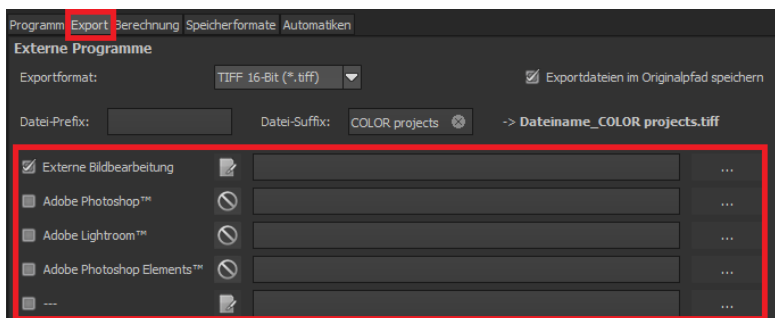 Programm Export Berechnung Speicherformate Automatiken
Externe Programme
Exportformat: TIFF 16-Bit (*.tiff) Exportdateien im Originalpfad speichern
Datei-Prefix: Datei-Suffix: COLOR projects -> Dateiname_COLOR projects.tiff
Externe Bildbearbeitung ...
Adobe Photoshop™ ...
Adobe Lightroom™ ...
Adobe Photoshop Elements™ ...
--- ...